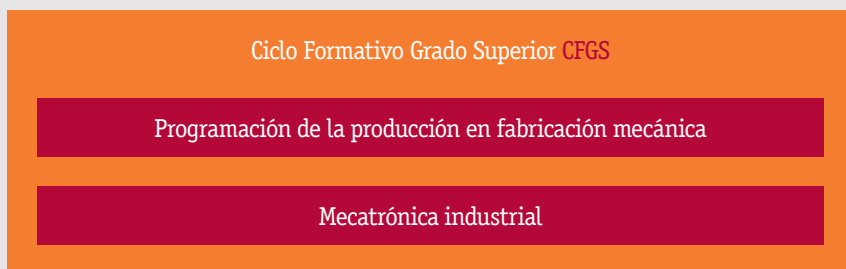 Ciclo Formativo Grado Superior CFGS
Programación de la producción en fabricación mecánica
Mecatrónica industrial